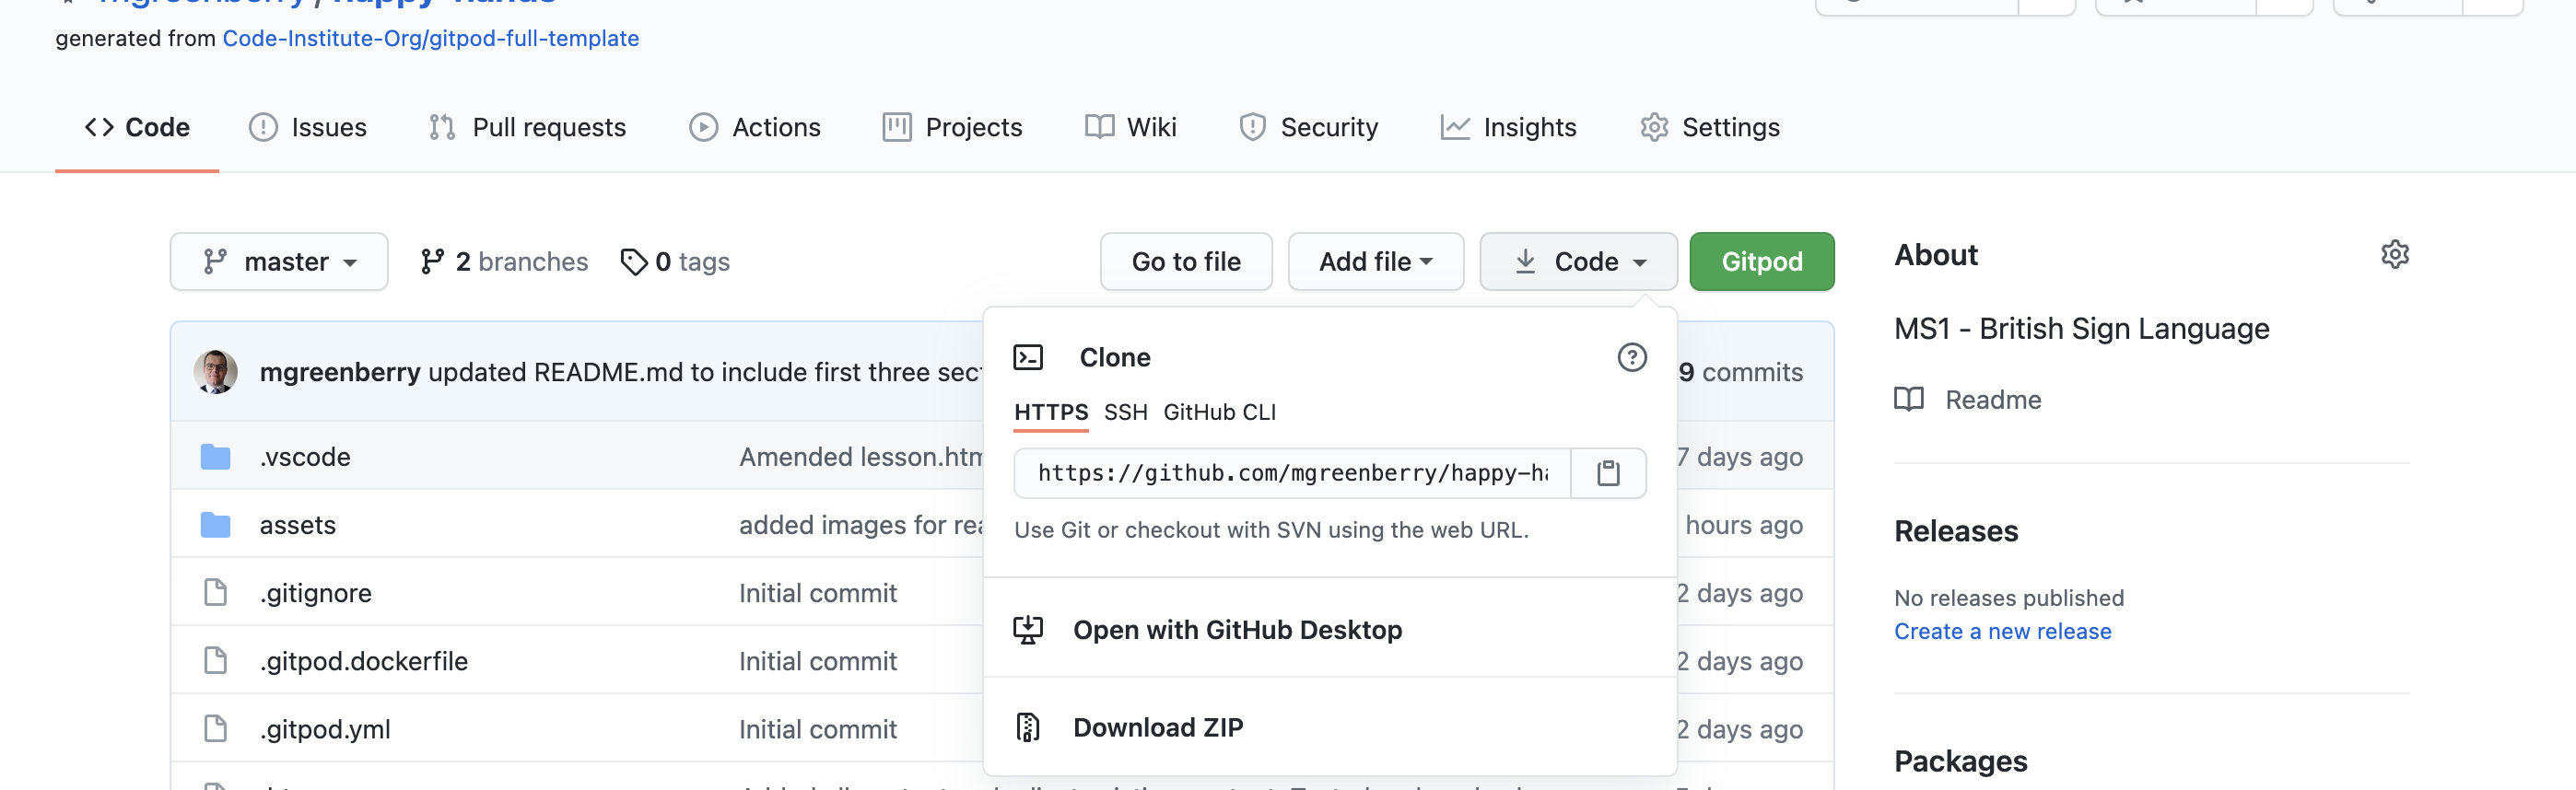 mgreenberry / happy-hands
generated from Code-Institute-Org/gitpod-full-template
Code Issues Pull requests Actions Projects Wiki Security Insights Settings
master 2 branches 0 tags Go to file Add file Code Gitpod
About
MS1 - British Sign Language
Readme
Releases
No releases published
Create a new release
Packages
mgreenberry updated README.md to include first three 9 commits
.vscode Amended 7 days ago
assets added images for hours ago
.gitignore Initial commit 2 days ago
.gitpod.dockerfile Initial commit 2 days ago
.gitpod.yml Initial commit 2 days ago
Clone
HTTPS SSH GitHub CLI
https://github.com/mgreenberry/happy-ha
Use Git or checkout with SVN using the web URL.
Open with GitHub Desktop
Download ZIP